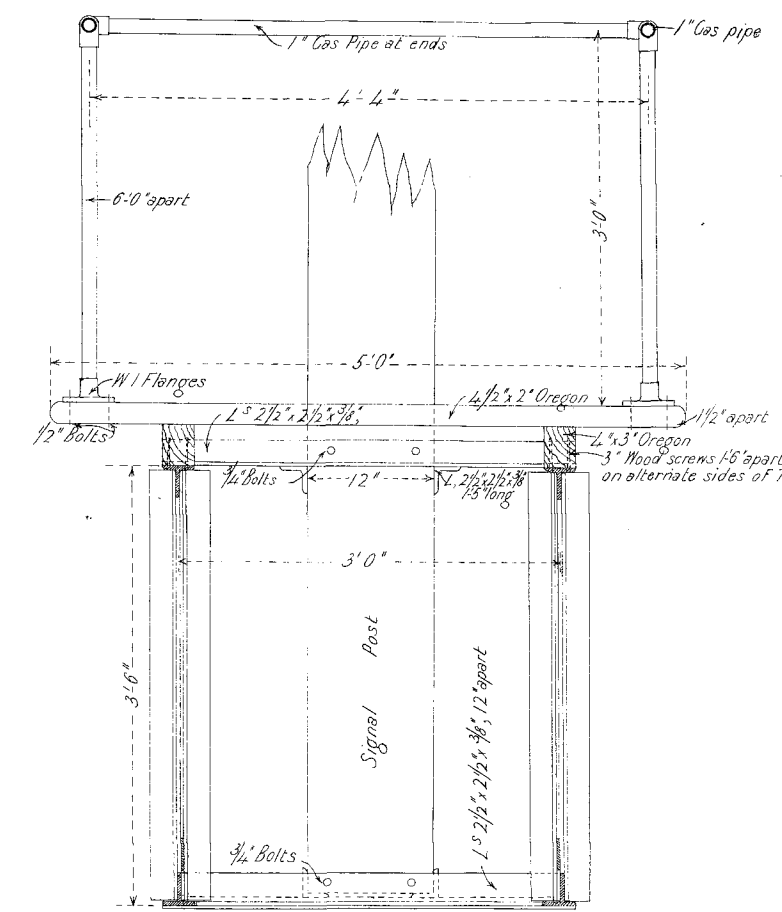 1" Gas pipe
1" Gas Pipe at ends
4'-4"
6'-0" apart
3'-0"
5'-0"
W I Flanges
4 1/2" x 2" Oregon
Ls 2 1/2" x 2 1/2" x 3/8",
1 1/2" apart
1/2" Bolts
4" x 3" Oregon
3" Wood screws 1'-6" apart
on alternate sides of
3/4" Bolts
12"
L, 2 1/2" x 2 1/2" x 3/8"
1'-5" long
3'0"
3'-6"
Signal Post
Ls 2 1/2" x 2 1/2" x 3/8", 12" apart
3/4" Bolts